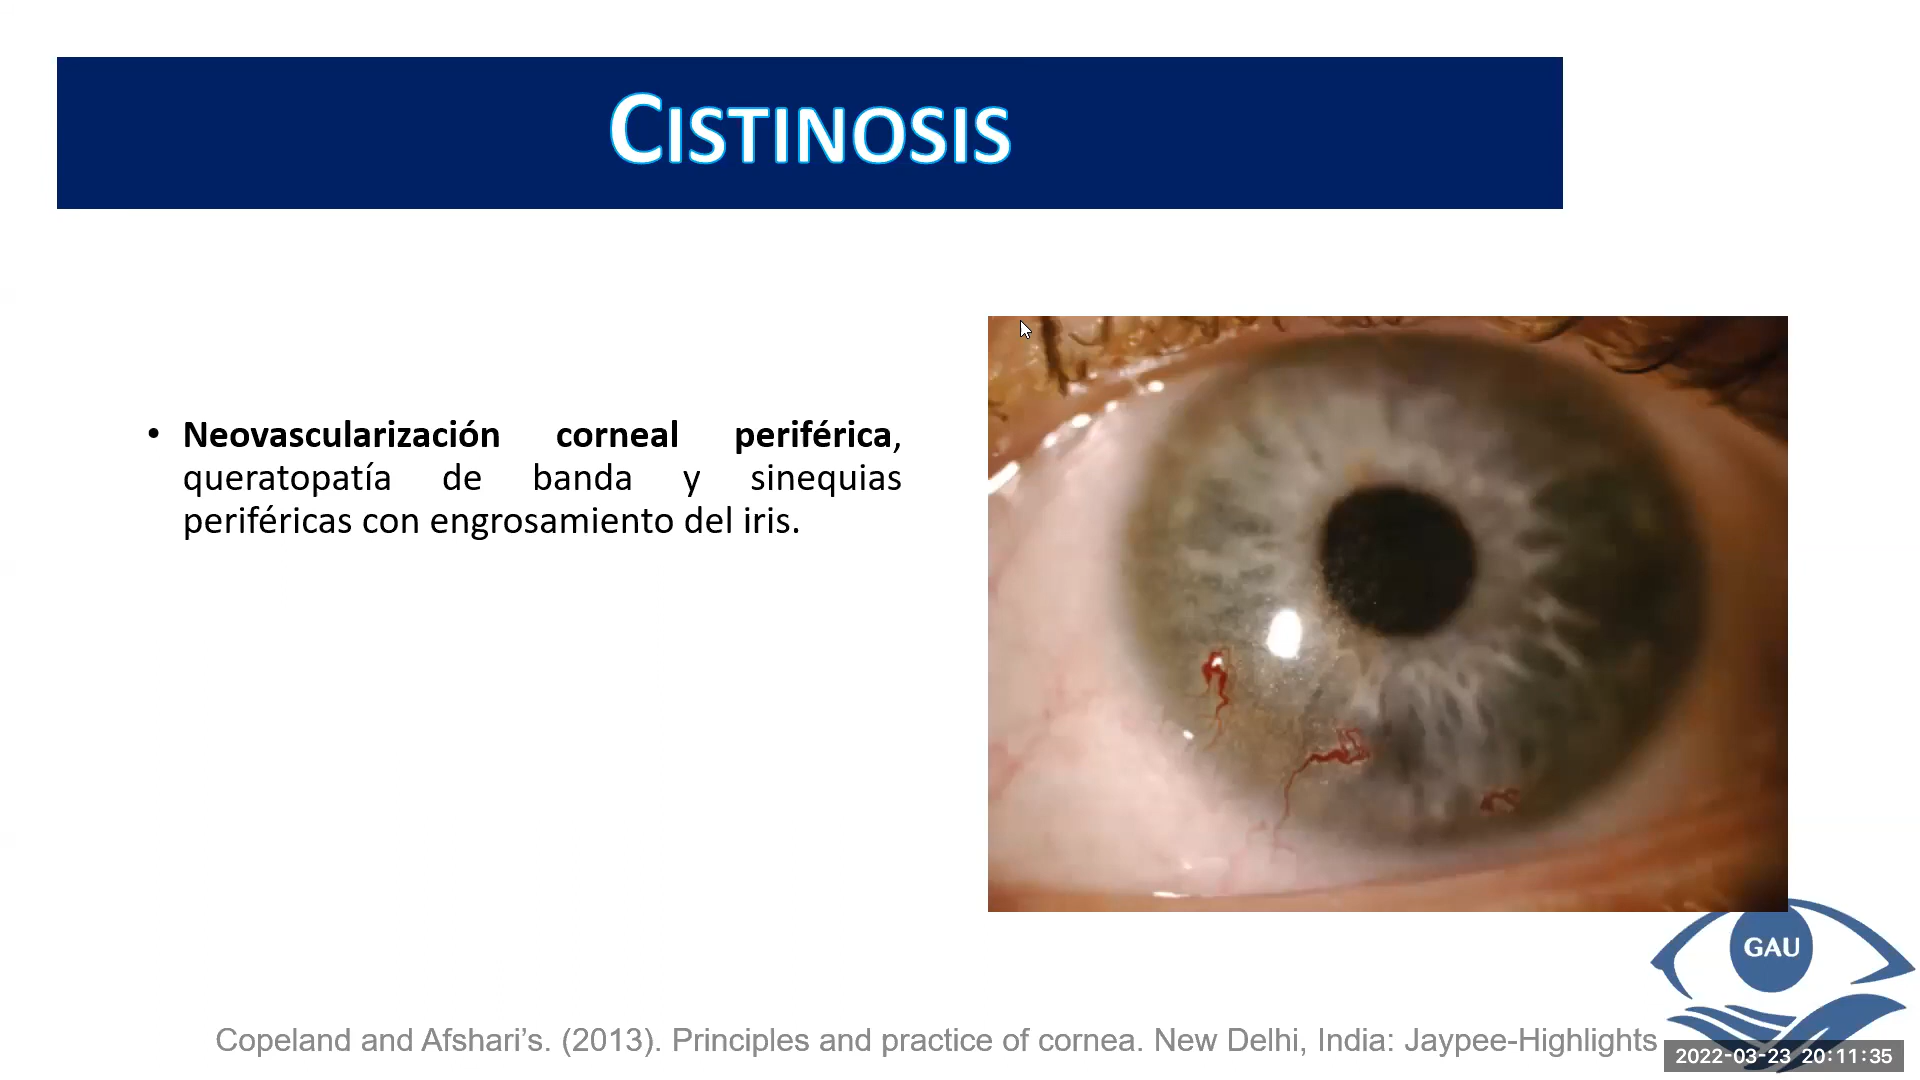 CISTINOSIS
• Neovascularización corneal periférica,
queratopatía de banda y sinequias
periféricas con engrosamiento del iris.
GAU
Copeland and Afshari’s. (2013). Principles and practice of cornea. New Delhi, India: Jaypee-Highlights
2022-03-23 20:11:35